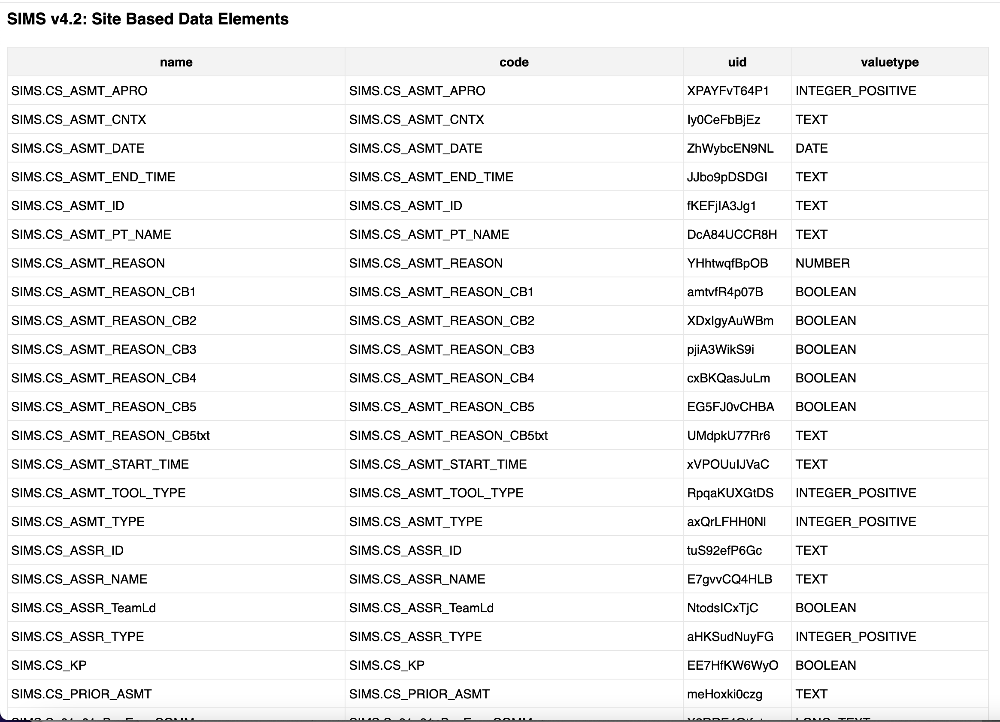 SIMS v4.2: Site Based Data Elements
name code uid valuetype
SIMS.CS_ASMT_APRO SIMS.CS_ASMT_APRO XPAYFvT64P1 INTEGER_POSITIVE
SIMS.CS_ASMT_CNTX SIMS.CS_ASMT_CNTX Iy0CeFbBjEz TEXT
SIMS.CS_ASMT_DATE SIMS.CS_ASMT_DATE ZhWybcEN9NL DATE
SIMS.CS_ASMT_END_TIME SIMS.CS_ASMT_END_TIME JJbo9pDSDGI TEXT
SIMS.CS_ASMT_ID SIMS.CS_ASMT_ID fKEFjIA3Jg1 TEXT
SIMS.CS_ASMT_PT_NAME SIMS.CS_ASMT_PT_NAME DcA84UCCR8H TEXT
SIMS.CS_ASMT_REASON SIMS.CS_ASMT_REASON YHhtwqfBpOB NUMBER
SIMS.CS_ASMT_REASON_CB1 SIMS.CS_ASMT_REASON_CB1 amtvfR4p07B BOOLEAN
SIMS.CS_ASMT_REASON_CB2 SIMS.CS_ASMT_REASON_CB2 XDxIgyAuWBm BOOLEAN
SIMS.CS_ASMT_REASON_CB3 SIMS.CS_ASMT_REASON_CB3 pjiA3WikS9i BOOLEAN
SIMS.CS_ASMT_REASON_CB4 SIMS.CS_ASMT_REASON_CB4 cxBKQasJuLm BOOLEAN
SIMS.CS_ASMT_REASON_CB5 SIMS.CS_ASMT_REASON_CB5 EG5FJ0vCHBA BOOLEAN
SIMS.CS_ASMT_REASON_CB5txt SIMS.CS_ASMT_REASON_CB5txt UMdpkU77Rr6 TEXT
SIMS.CS_ASMT_START_TIME SIMS.CS_ASMT_START_TIME xVPOUuIJVaC TEXT
SIMS.CS_ASMT_TOOL_TYPE SIMS.CS_ASMT_TOOL_TYPE RpqaKUXGtDS INTEGER_POSITIVE
SIMS.CS_ASMT_TYPE SIMS.CS_ASMT_TYPE axQrLFHH0Nl INTEGER_POSITIVE
SIMS.CS_ASSR_ID SIMS.CS_ASSR_ID tuS92efP6Gc TEXT
SIMS.CS_ASSR_NAME SIMS.CS_ASSR_NAME E7gvvCQ4HLB TEXT
SIMS.CS_ASSR_TeamLd SIMS.CS_ASSR_TeamLd NtodsICxTjC BOOLEAN
SIMS.CS_ASSR_TYPE SIMS.CS_ASSR_TYPE aHKSudNuyFG INTEGER_POSITIVE
SIMS.CS_KP SIMS.CS_KP EE7HfKW6WyO BOOLEAN
SIMS.CS_PRIOR_ASMT SIMS.CS_PRIOR_ASMT meHoxki0czg TEXT
LONG_TEXT